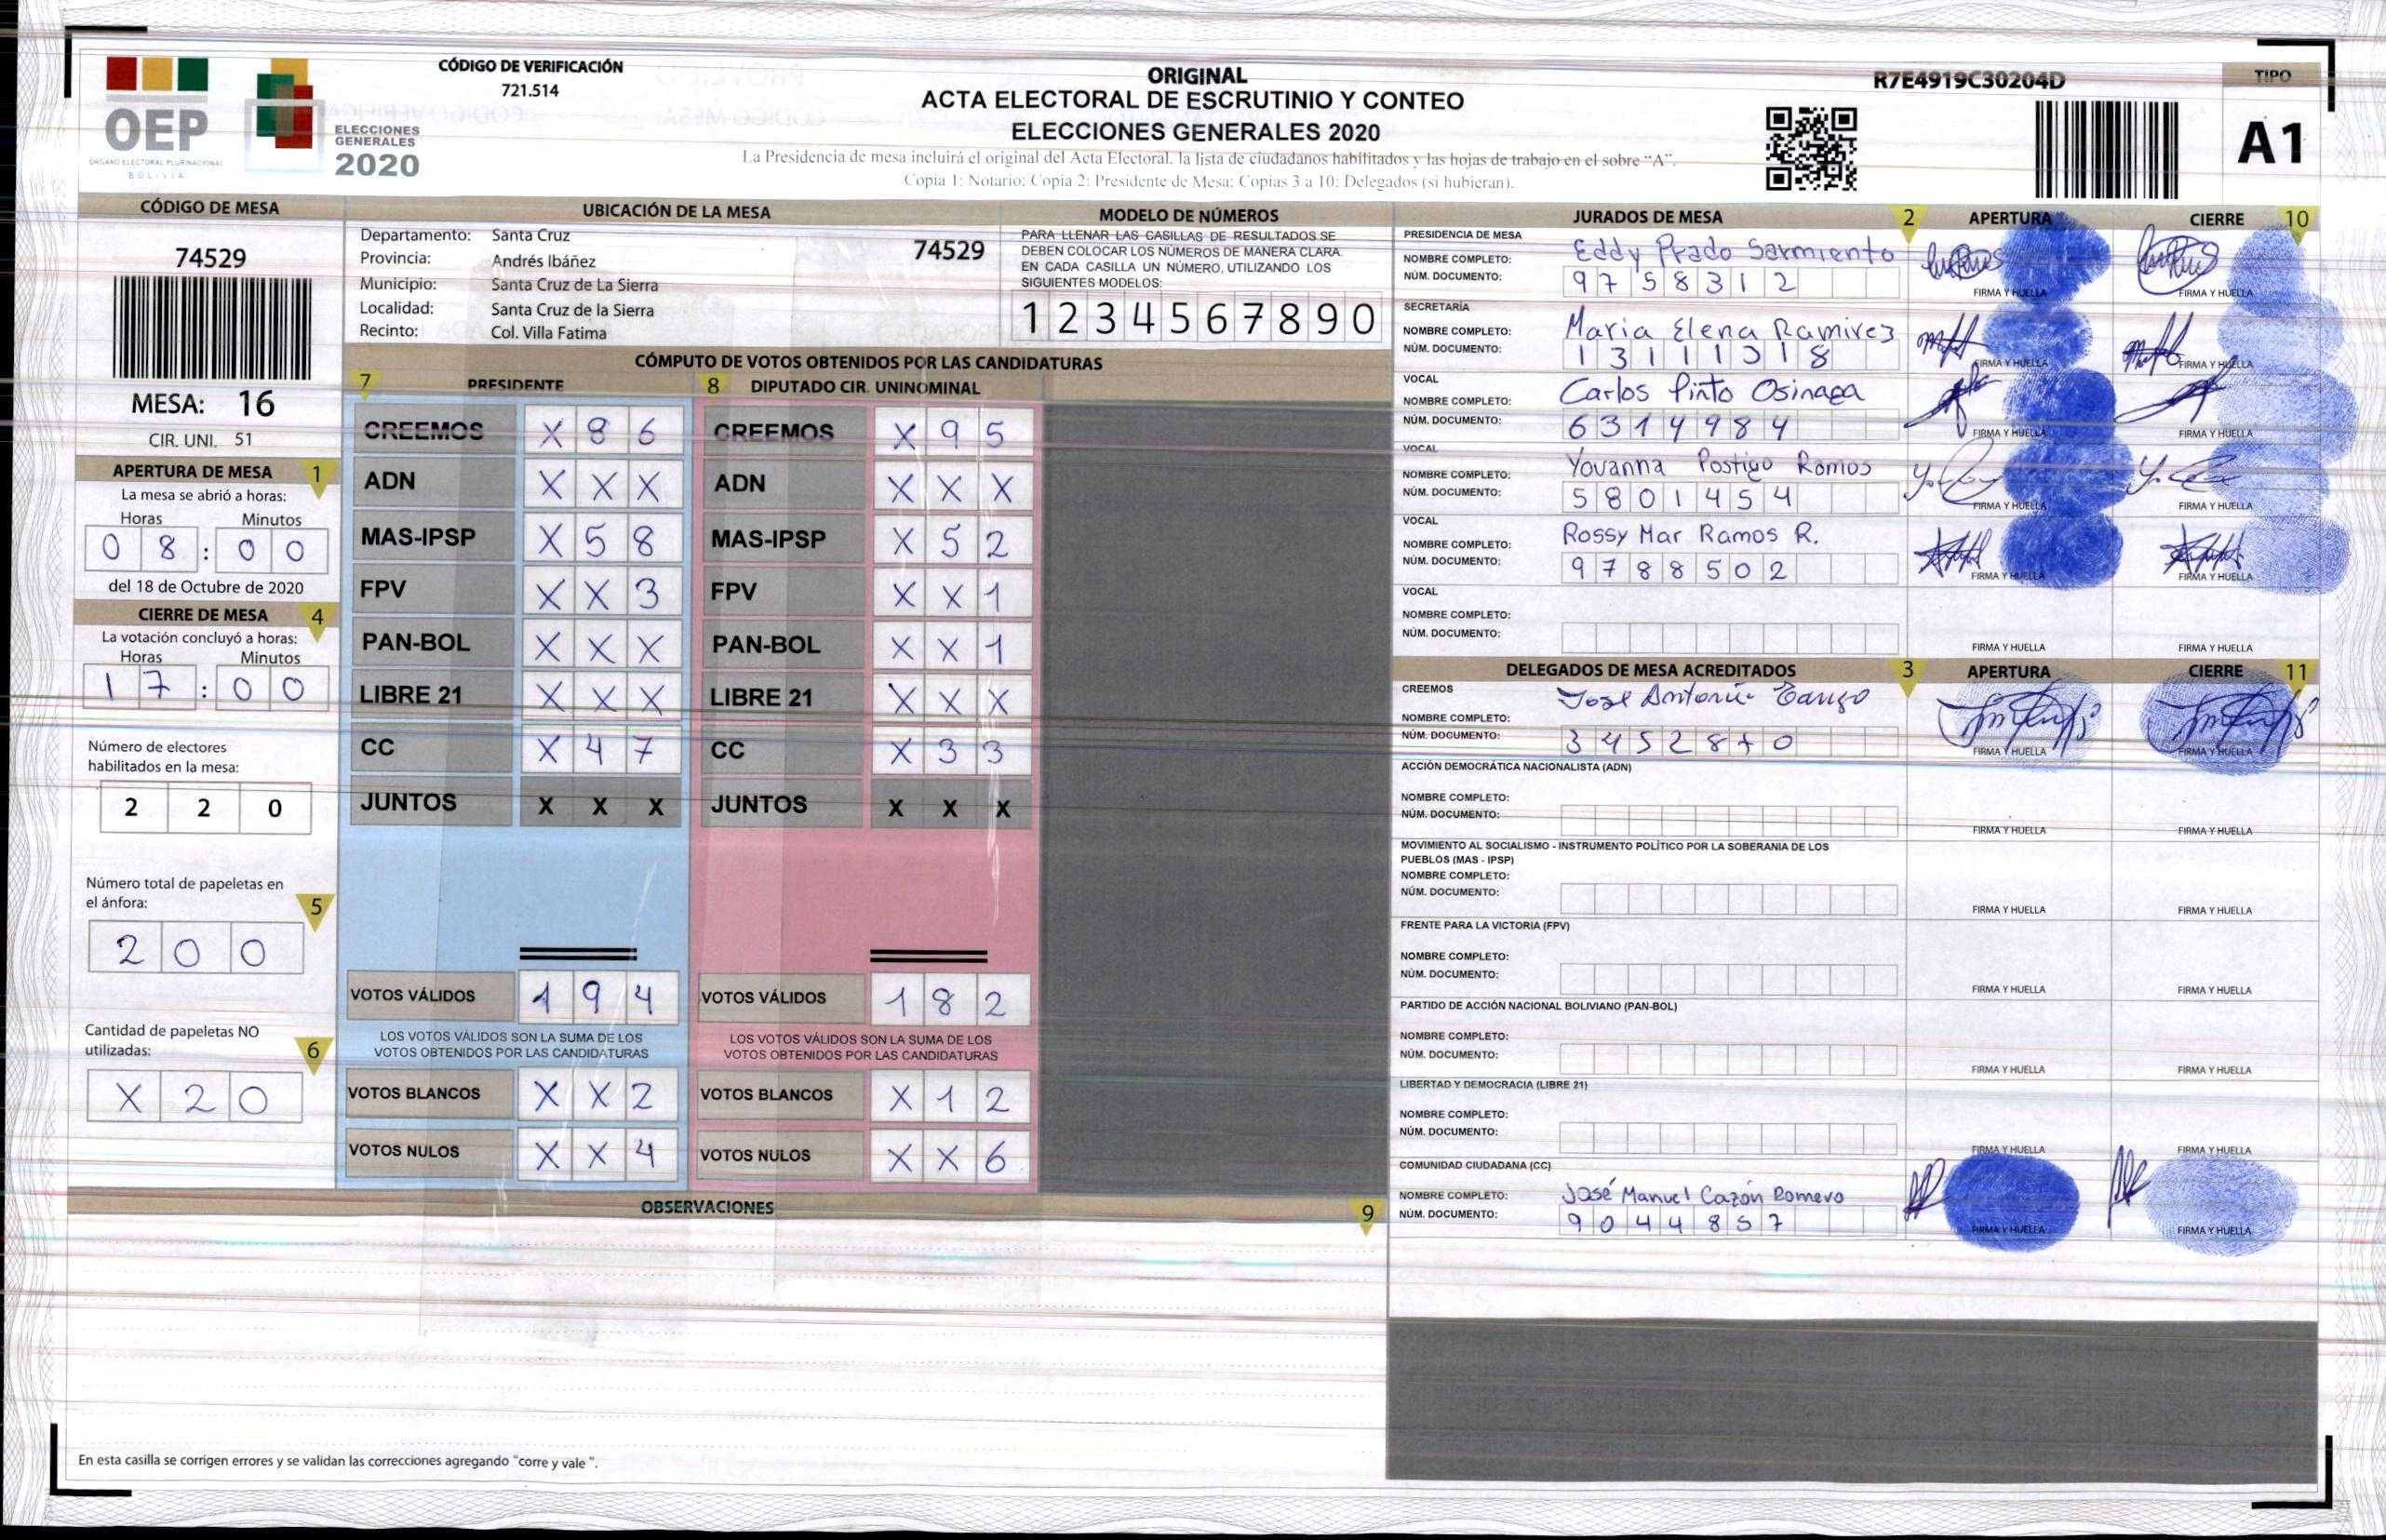 OEP
ÓRGANO ELECTORAL PLURINACIONAL
BOLIVIA
ELECCIONES
GENERALES
2020
CÓDIGO DE VERIFICACIÓN
721.514
ORIGINAL
ACTA ELECTORAL DE ESCRUTINIO Y CONTEO
ELECCIONES GENERALES 2020
La Presidencia de mesa incluirá el original del Acta Electoral. la lista de ciudadanos habilitados y las hojas de trabajo en el sobre “A”.
Copia 1: Notario: Copia 2: Presidente de Mesa: Copias 3 a 10: Delegados (si hubieran).
R7E4919C30204D
TIPO
A1
CÓDIGO DE MESA
74529
MESA: 16
CIR. UNI. 51
APERTURA DE MESA 1
La mesa se abrió a horas:
Horas Minutos
0 8 : 0 0
del 18 de Octubre de 2020
CIERRE DE MESA 4
La votación concluyó a horas:
Horas Minutos
1 7 : 0 0
Número de electores
habilitados en la mesa:
2 2 0
Número total de papeletas en
el ánfora: 5
2 0 0
Cantidad de papeletas NO
utilizadas: 6
X 2 0
UBICACIÓN DE LA MESA
Departamento: Santa Cruz
74529
Provincia: Andrés Ibáñez
Municipio: Santa Cruz de La Sierra
Localidad: Santa Cruz de la Sierra
Recinto: Col. Villa Fatima
MODELO DE NÚMEROS
PARA LLENAR LAS CASILLAS DE RESULTADOS SE
DEBEN COLOCAR LOS NÚMEROS DE MANERA CLARA.
EN CADA CASILLA UN NÚMERO, UTILIZANDO LOS
SIGUIENTES MODELOS:
1 2 3 4 5 6 7 8 9 0
CÓMPUTO DE VOTOS OBTENIDOS POR LAS CANDIDATURAS
7 PRESIDENTE 8 DIPUTADO CIR. UNINOMINAL
CREEMOS X 8 6 CREEMOS X 9 5
ADN X X X ADN X X X
MAS-IPSP X 5 8 MAS-IPSP X 5 2
FPV X X 3 FPV X X 1
PAN-BOL X X X PAN-BOL X X 1
LIBRE 21 X X X LIBRE 21 X X X
CC X 4 7 CC X 3 3
JUNTOS X X X JUNTOS X X X
VOTOS VÁLIDOS 1 9 4 VOTOS VÁLIDOS 1 8 2
LOS VOTOS VÁLIDOS SON LA SUMA DE LOS LOS VOTOS VÁLIDOS SON LA SUMA DE LOS
VOTOS OBTENIDOS POR LAS CANDIDATURAS VOTOS OBTENIDOS POR LAS CANDIDATURAS
VOTOS BLANCOS X X 2 VOTOS BLANCOS X 1 2
VOTOS NULOS X X 4 VOTOS NULOS X X 6
OBSERVACIONES 9
En esta casilla se corrigen errores y se validan las correcciones agregando "corre y vale ".
JURADOS DE MESA 2 APERTURA CIERRE 10
PRESIDENCIA DE MESA
NOMBRE COMPLETO: Eddy Prado Sarmiento
NÚM. DOCUMENTO: 9 7 5 8 3 1 2
FIRMA Y HUELLA FIRMA Y HUELLA
SECRETARÍA
NOMBRE COMPLETO: Maria Elena Ramirez
NÚM. DOCUMENTO: 1 3 1 1 1 3 1 8
FIRMA Y HUELLA FIRMA Y HUELLA
VOCAL
NOMBRE COMPLETO: Carlos Pinto Osinaga
NÚM. DOCUMENTO: 6 3 1 4 9 8 4
FIRMA Y HUELLA FIRMA Y HUELLA
VOCAL
NOMBRE COMPLETO: Yovanna Postigo Romos
NÚM. DOCUMENTO: 5 8 0 1 4 5 4
FIRMA Y HUELLA FIRMA Y HUELLA
VOCAL
NOMBRE COMPLETO: Rossy Mar Ramos R.
NÚM. DOCUMENTO: 9 7 8 8 5 0 2
FIRMA Y HUELLA FIRMA Y HUELLA
VOCAL
NOMBRE COMPLETO:
NÚM. DOCUMENTO:
FIRMA Y HUELLA FIRMA Y HUELLA
DELEGADOS DE MESA ACREDITADOS 3 APERTURA CIERRE 11
CREEMOS
NOMBRE COMPLETO: José Antonio
NÚM. DOCUMENTO: 3 4 5 2 8 7 0
FIRMA Y HUELLA FIRMA Y HUELLA
ACCIÓN DEMOCRÁTICA NACIONALISTA (ADN)
NOMBRE COMPLETO:
NÚM. DOCUMENTO:
FIRMA Y HUELLA FIRMA Y HUELLA
MOVIMIENTO AL SOCIALISMO - INSTRUMENTO POLÍTICO POR LA SOBERANIA DE LOS
PUEBLOS (MAS - IPSP)
NOMBRE COMPLETO:
NÚM. DOCUMENTO:
FIRMA Y HUELLA FIRMA Y HUELLA
FRENTE PARA LA VICTORIA (FPV)
NOMBRE COMPLETO:
NÚM. DOCUMENTO:
FIRMA Y HUELLA FIRMA Y HUELLA
PARTIDO DE ACCIÓN NACIONAL BOLIVIANO (PAN-BOL)
NOMBRE COMPLETO:
NÚM. DOCUMENTO:
FIRMA Y HUELLA FIRMA Y HUELLA
LIBERTAD Y DEMOCRACIA (LIBRE 21)
NOMBRE COMPLETO:
NÚM. DOCUMENTO:
FIRMA Y HUELLA FIRMA Y HUELLA
COMUNIDAD CIUDADANA (CC)
NOMBRE COMPLETO: José Manuel Cazón Romero
NÚM. DOCUMENTO: 9 0 4 4 8 5 7
FIRMA Y HUELLA FIRMA Y HUELLA